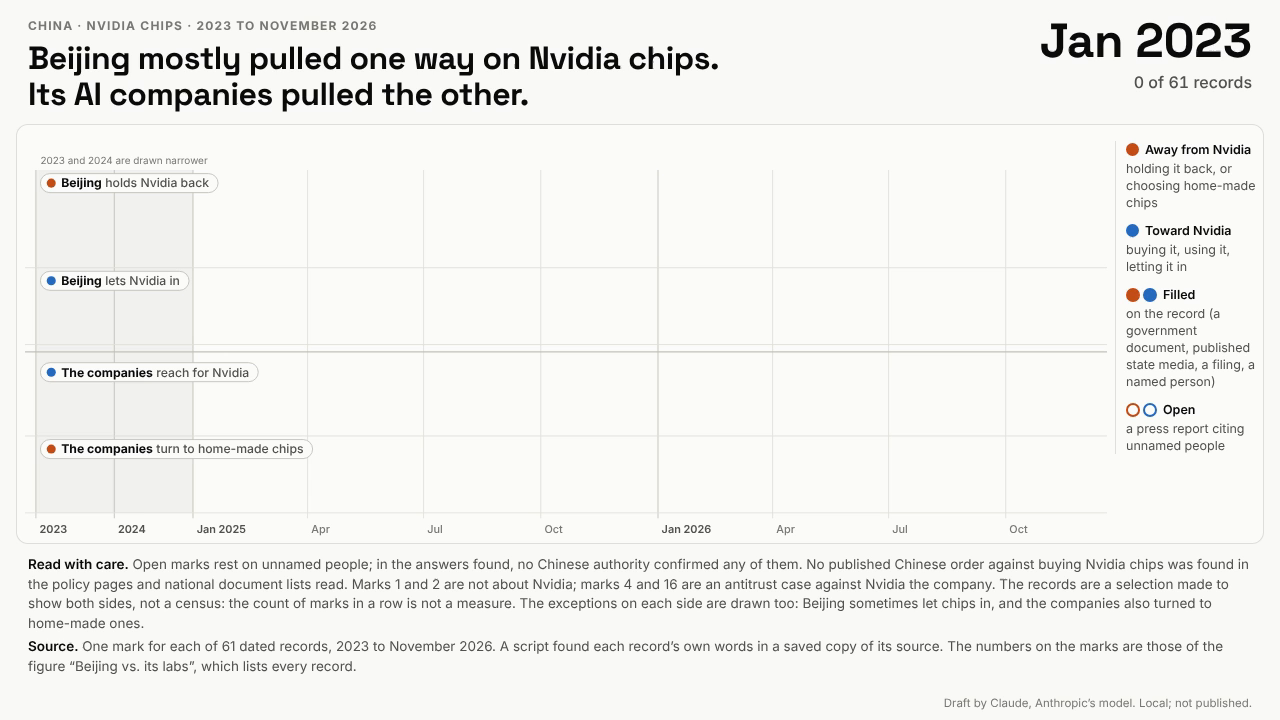 CHINA · NVIDIA CHIPS · 2023 TO NOVEMBER 2026
Beijing mostly pulled one way on Nvidia chips.
Its AI companies pulled the other.
Jan 2023
0 of 61 records
2023 and 2024 are drawn narrower
Beijing holds Nvidia back
Beijing lets Nvidia in
The companies reach for Nvidia
The companies turn to home-made chips
2023
2024
Jan 2025
Apr
Jul
Oct
Jan 2026
Apr
Jul
Oct
Away from Nvidia
holding it back, or
choosing home-made
chips
Toward Nvidia
buying it, using it,
letting it in
Filled
on the record (a
government
document, published
state media, a filing, a
named person)
Open
a press report citing
unnamed people
Read with care. Open marks rest on unnamed people; in the answers found, no Chinese authority confirmed any of them. No published Chinese order against buying Nvidia chips was found in
the policy pages and national document lists read. Marks 1 and 2 are not about Nvidia; marks 4 and 16 are an antitrust case against Nvidia the company. The records are a selection made to
show both sides, not a census: the count of marks in a row is not a measure. The exceptions on each side are drawn too: Beijing sometimes let chips in, and the companies also turned to
home-made ones.
Source. One mark for each of 61 dated records, 2023 to November 2026. A script found each record’s own words in a saved copy of its source. The numbers on the marks are those of the
figure “Beijing vs. its labs”, which lists every record.
Draft by Claude, Anthropic’s model. Local; not published.